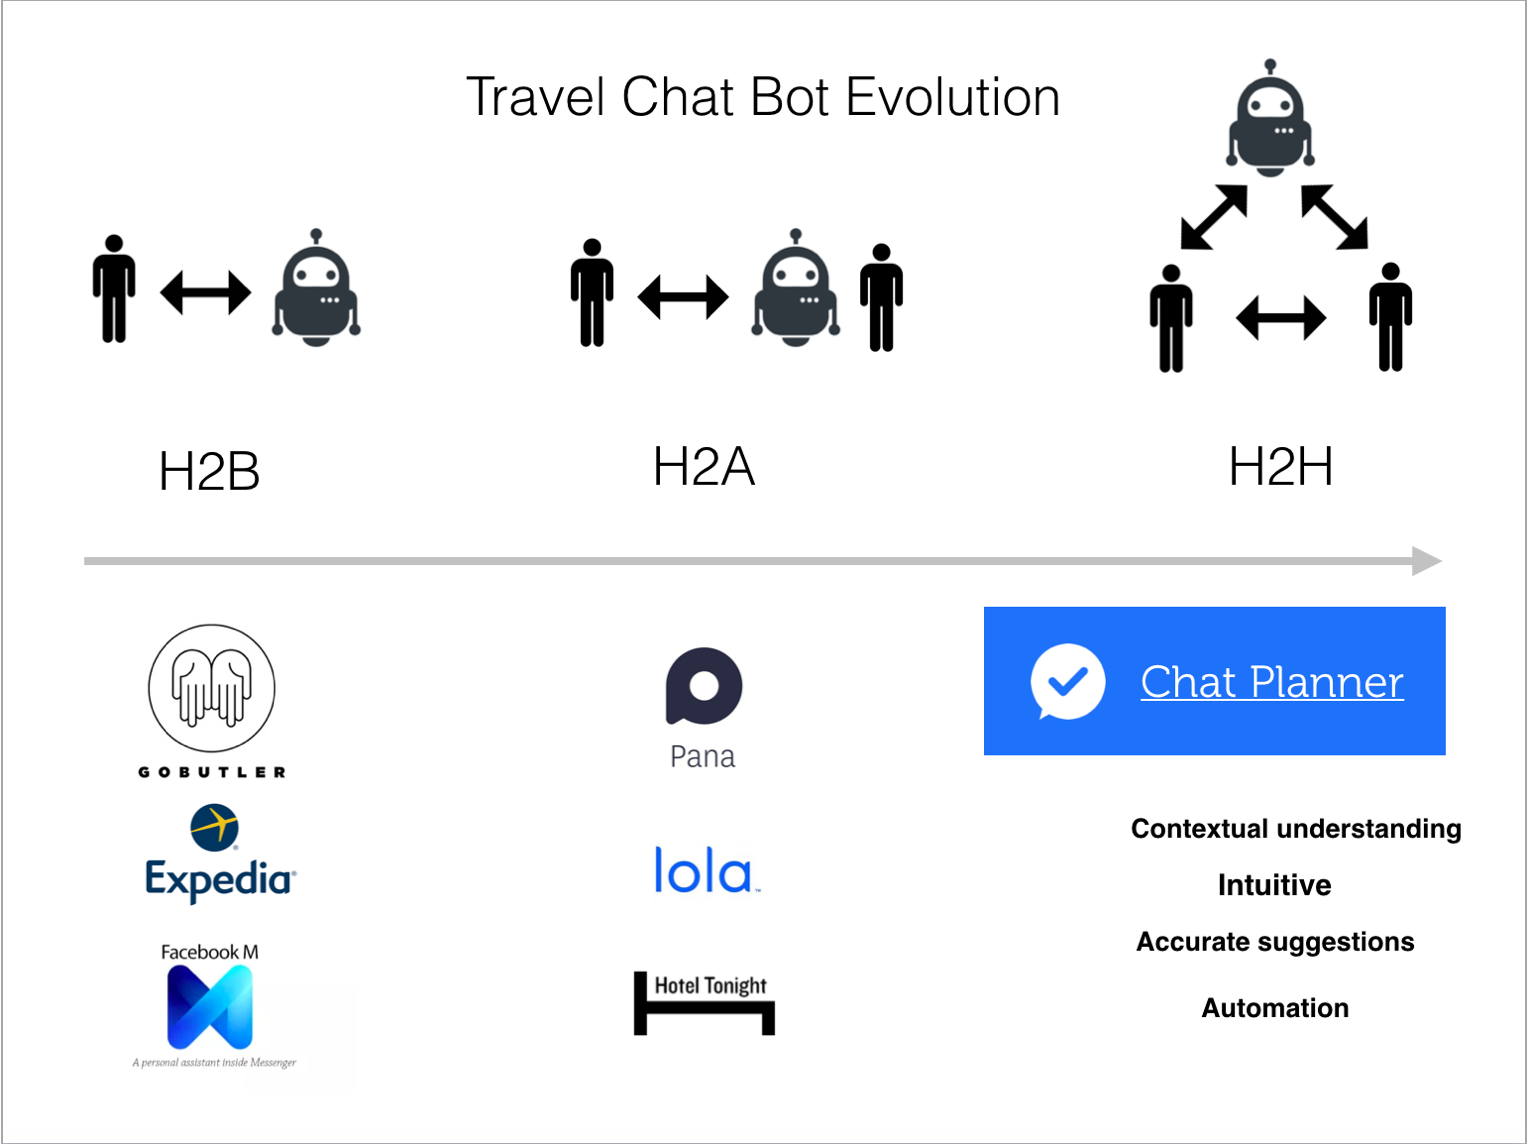 Travel Chat Bot Evolution
H2B
H2A
H2H
GOBUTLER
Expedia®
Facebook M
A personal assistant inside Messenger
Pana
lola™
Hotel Tonight
Chat Planner
Contextual understanding
Intuitive
Accurate suggestions
Automation